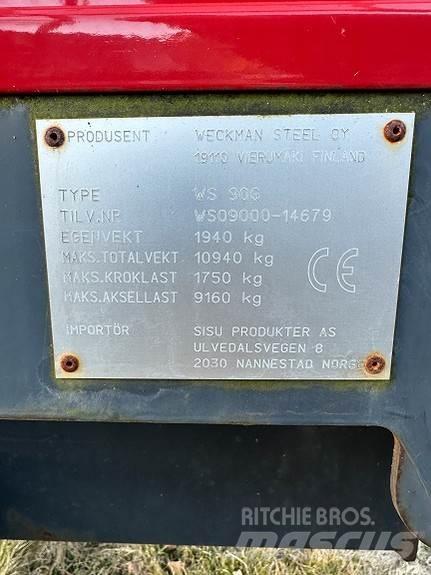 PRODUSENT WECKMAN STEEL OY
19110 VIERUMÄKI FINLAND
TYPE WS 90G
TILV.NR WS09000-14679
EGENVEKT 1940 kg
MAKS.TOTALVEKT 10940 kg
MAKS.KROKLAST 1750 kg
MAKS.AKSELLAST 9160 kg
CE
IMPORTÖR SISU PRODUKTER AS
ULVEDALSVEGEN 8
2030 NANNESTAD NORGE
RITCHIE BROS.
mascus